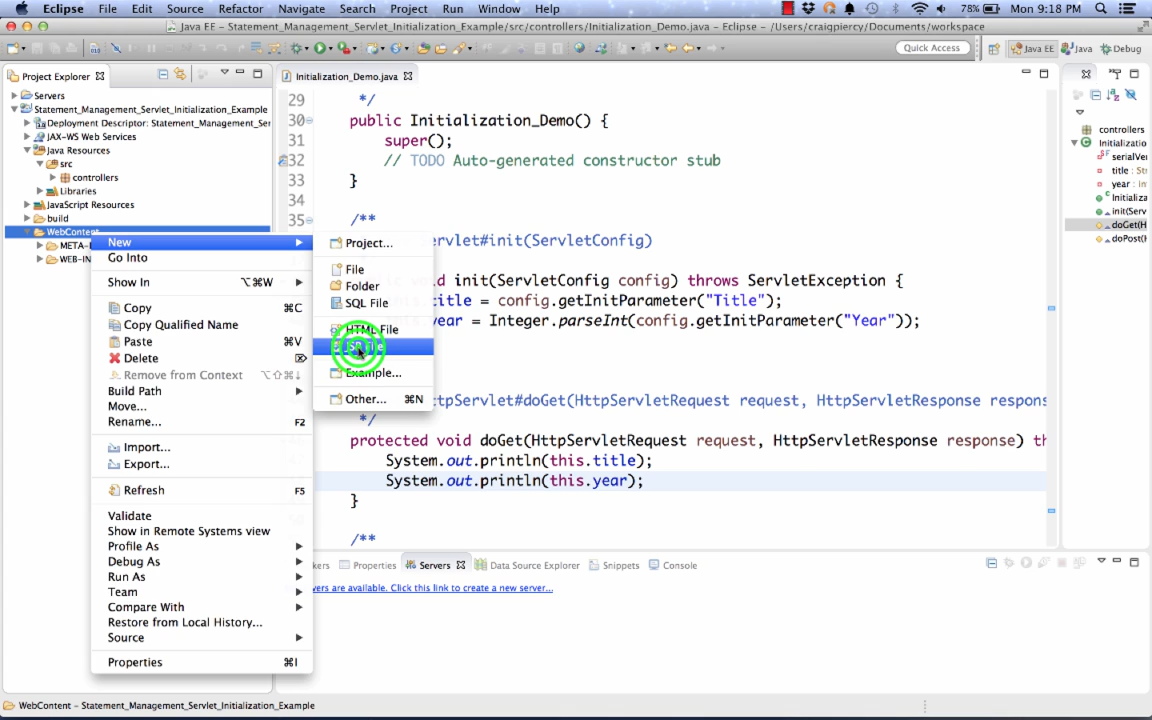 Eclipse File Edit Source Refactor Navigate Search Project Run Window Help 78% Mon 9:18 PM
Java EE - Statement_Management_Servlet_Initialization_Example/src/controllers/Initialization_Demo.java - Eclipse - /Users/craigpiercy/Documents/workspace
Quick Access Java EE Java Debug
Project Explorer
Servers
Statement_Management_Servlet_Initialization_Example
Deployment Descriptor: Statement_Management_Ser
JAX-WS Web Services
Java Resources
src
controllers
Libraries
JavaScript Resources
build
WebContent
META-
WEB-IN
New
Go Into
Show In ⌥⌘W
Copy ⌘C
Copy Qualified Name
Paste ⌘V
Delete ⌦
Remove from Context ⌥⇧⌘↓
Build Path
Move...
Rename... F2
Import...
Export...
Refresh F5
Validate
Show in Remote Systems view
Profile As
Debug As
Run As
Team
Compare With
Restore from Local History...
Source
Properties ⌘I
Project...
File
Folder
SQL File
HTML File
Example...
Other... ⌘N
Initialization_Demo.java
29 */
30 public Initialization_Demo() {
31 super();
32 // TODO Auto-generated constructor stub
33 }
34
35 /**
ervlet#init(ServletConfig)
void init(ServletConfig config) throws ServletException {
.title = config.getInitParameter("Title");
year = Integer.parseInt(config.getInitParameter("Year"));
tpServlet#doGet(HttpServletRequest request, HttpServletResponse respons
*/
protected void doGet(HttpServletRequest request, HttpServletResponse response) th
System.out.println(this.title);
System.out.println(this.year);
}
/**
kers Properties Servers Data Source Explorer Snippets Console
vers are available. Click this link to create a new server...
controllers
Initializatio
serialVer
title : Str
year : int
Initializa
init(Serv
doGet(H
doPost(H
WebContent - Statement_Management_Servlet_Initialization_Example